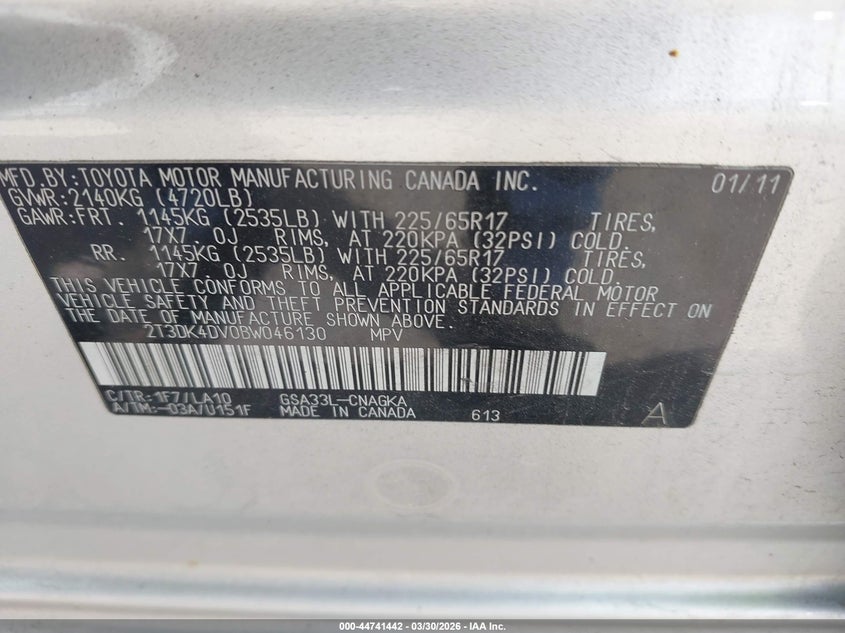 MFD.BY:TOYOTA MOTOR MANUFACTURING CANADA INC. 01/11
GVWR:2140KG (4720LB)
GAWR:FRT. 1145KG (2535LB) WITH 225/65R17 TIRES,
17X7 0J RIMS, AT 220KPA (32PSI) COLD.
RR. 1145KG (2535LB) WITH 225/65R17 TIRES,
17X7 0J RIMS, AT 220KPA (32PSI) COLD.
THIS VEHICLE CONFORMS TO ALL APPLICABLE FEDERAL MOTOR
VEHICLE SAFETY AND THEFT PREVENTION STANDARDS IN EFFECT ON
THE DATE OF MANUFACTURE SHOWN ABOVE.
2T3DK4DV0BW046130 MPV
C/TR:1F7/LA10 GSA33L-CNAGKA
A/TM:-03A/U151F MADE IN CANADA 613 A
000-44741442 - 03/30/2026 - IAA Inc.